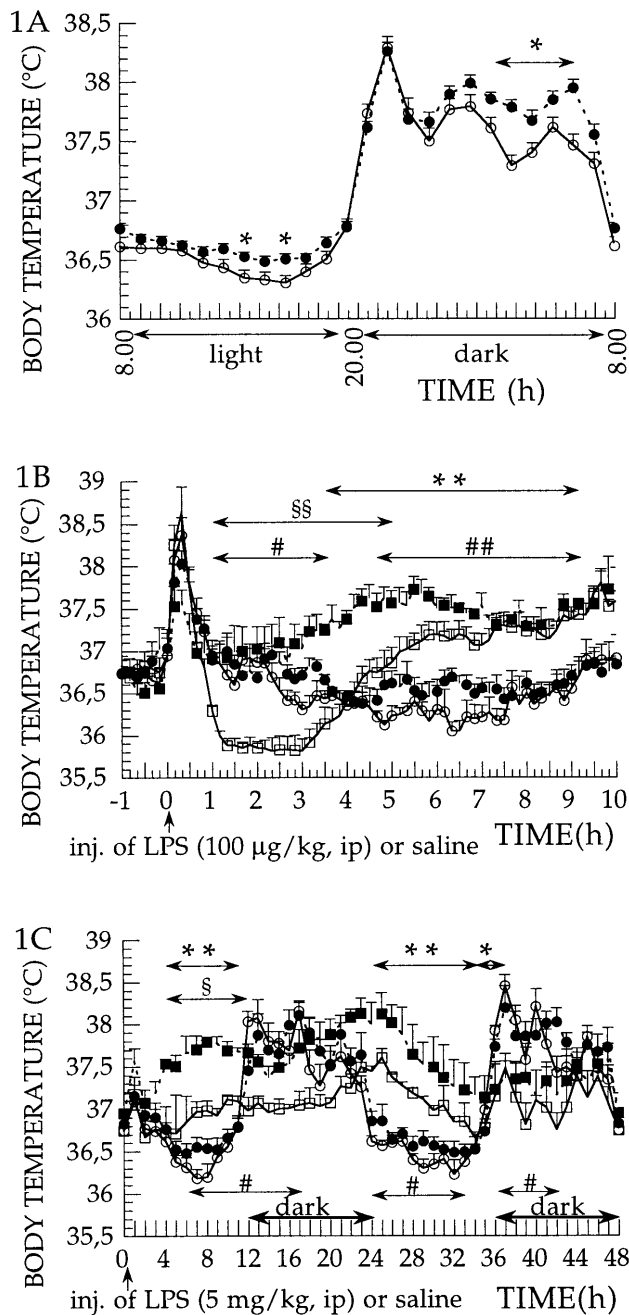 1A
BODY TEMPERATURE (°C)
38,5
38
37,5
37
36,5
36
*
* *
8.00
20.00
8.00
light
dark
TIME (h)
1B
BODY TEMPERATURE (°C)
39
38,5
38
37,5
37
36,5
36
35,5
* *
§§
#
##
-1 0 1 2 3 4 5 6 7 8 9 10
inj. of LPS (100 µg/kg, ip) or saline
TIME(h)
1C
BODY TEMPERATURE (°C)
39
38,5
38
37,5
37
36,5
36
35,5
* * * * *
§
# # #
dark dark
0 4 8 12 16 20 24 28 32 36 40 44 48
inj. of LPS (5 mg/kg, ip) or saline
TIME(h)